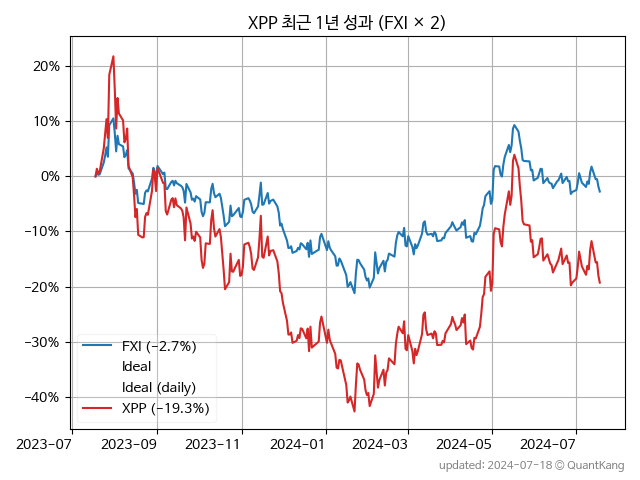 XPP 최근 1년 성과 (FXI × 2)
20%
10%
0%
−10%
−20%
−30%
−40%
FXI (−2.7%)
Ideal
Ideal (daily)
XPP (−19.3%)
2023-07 2023-09 2023-11 2024-01 2024-03 2024-05 2024-07
updated: 2024-07-18 © QuantKang